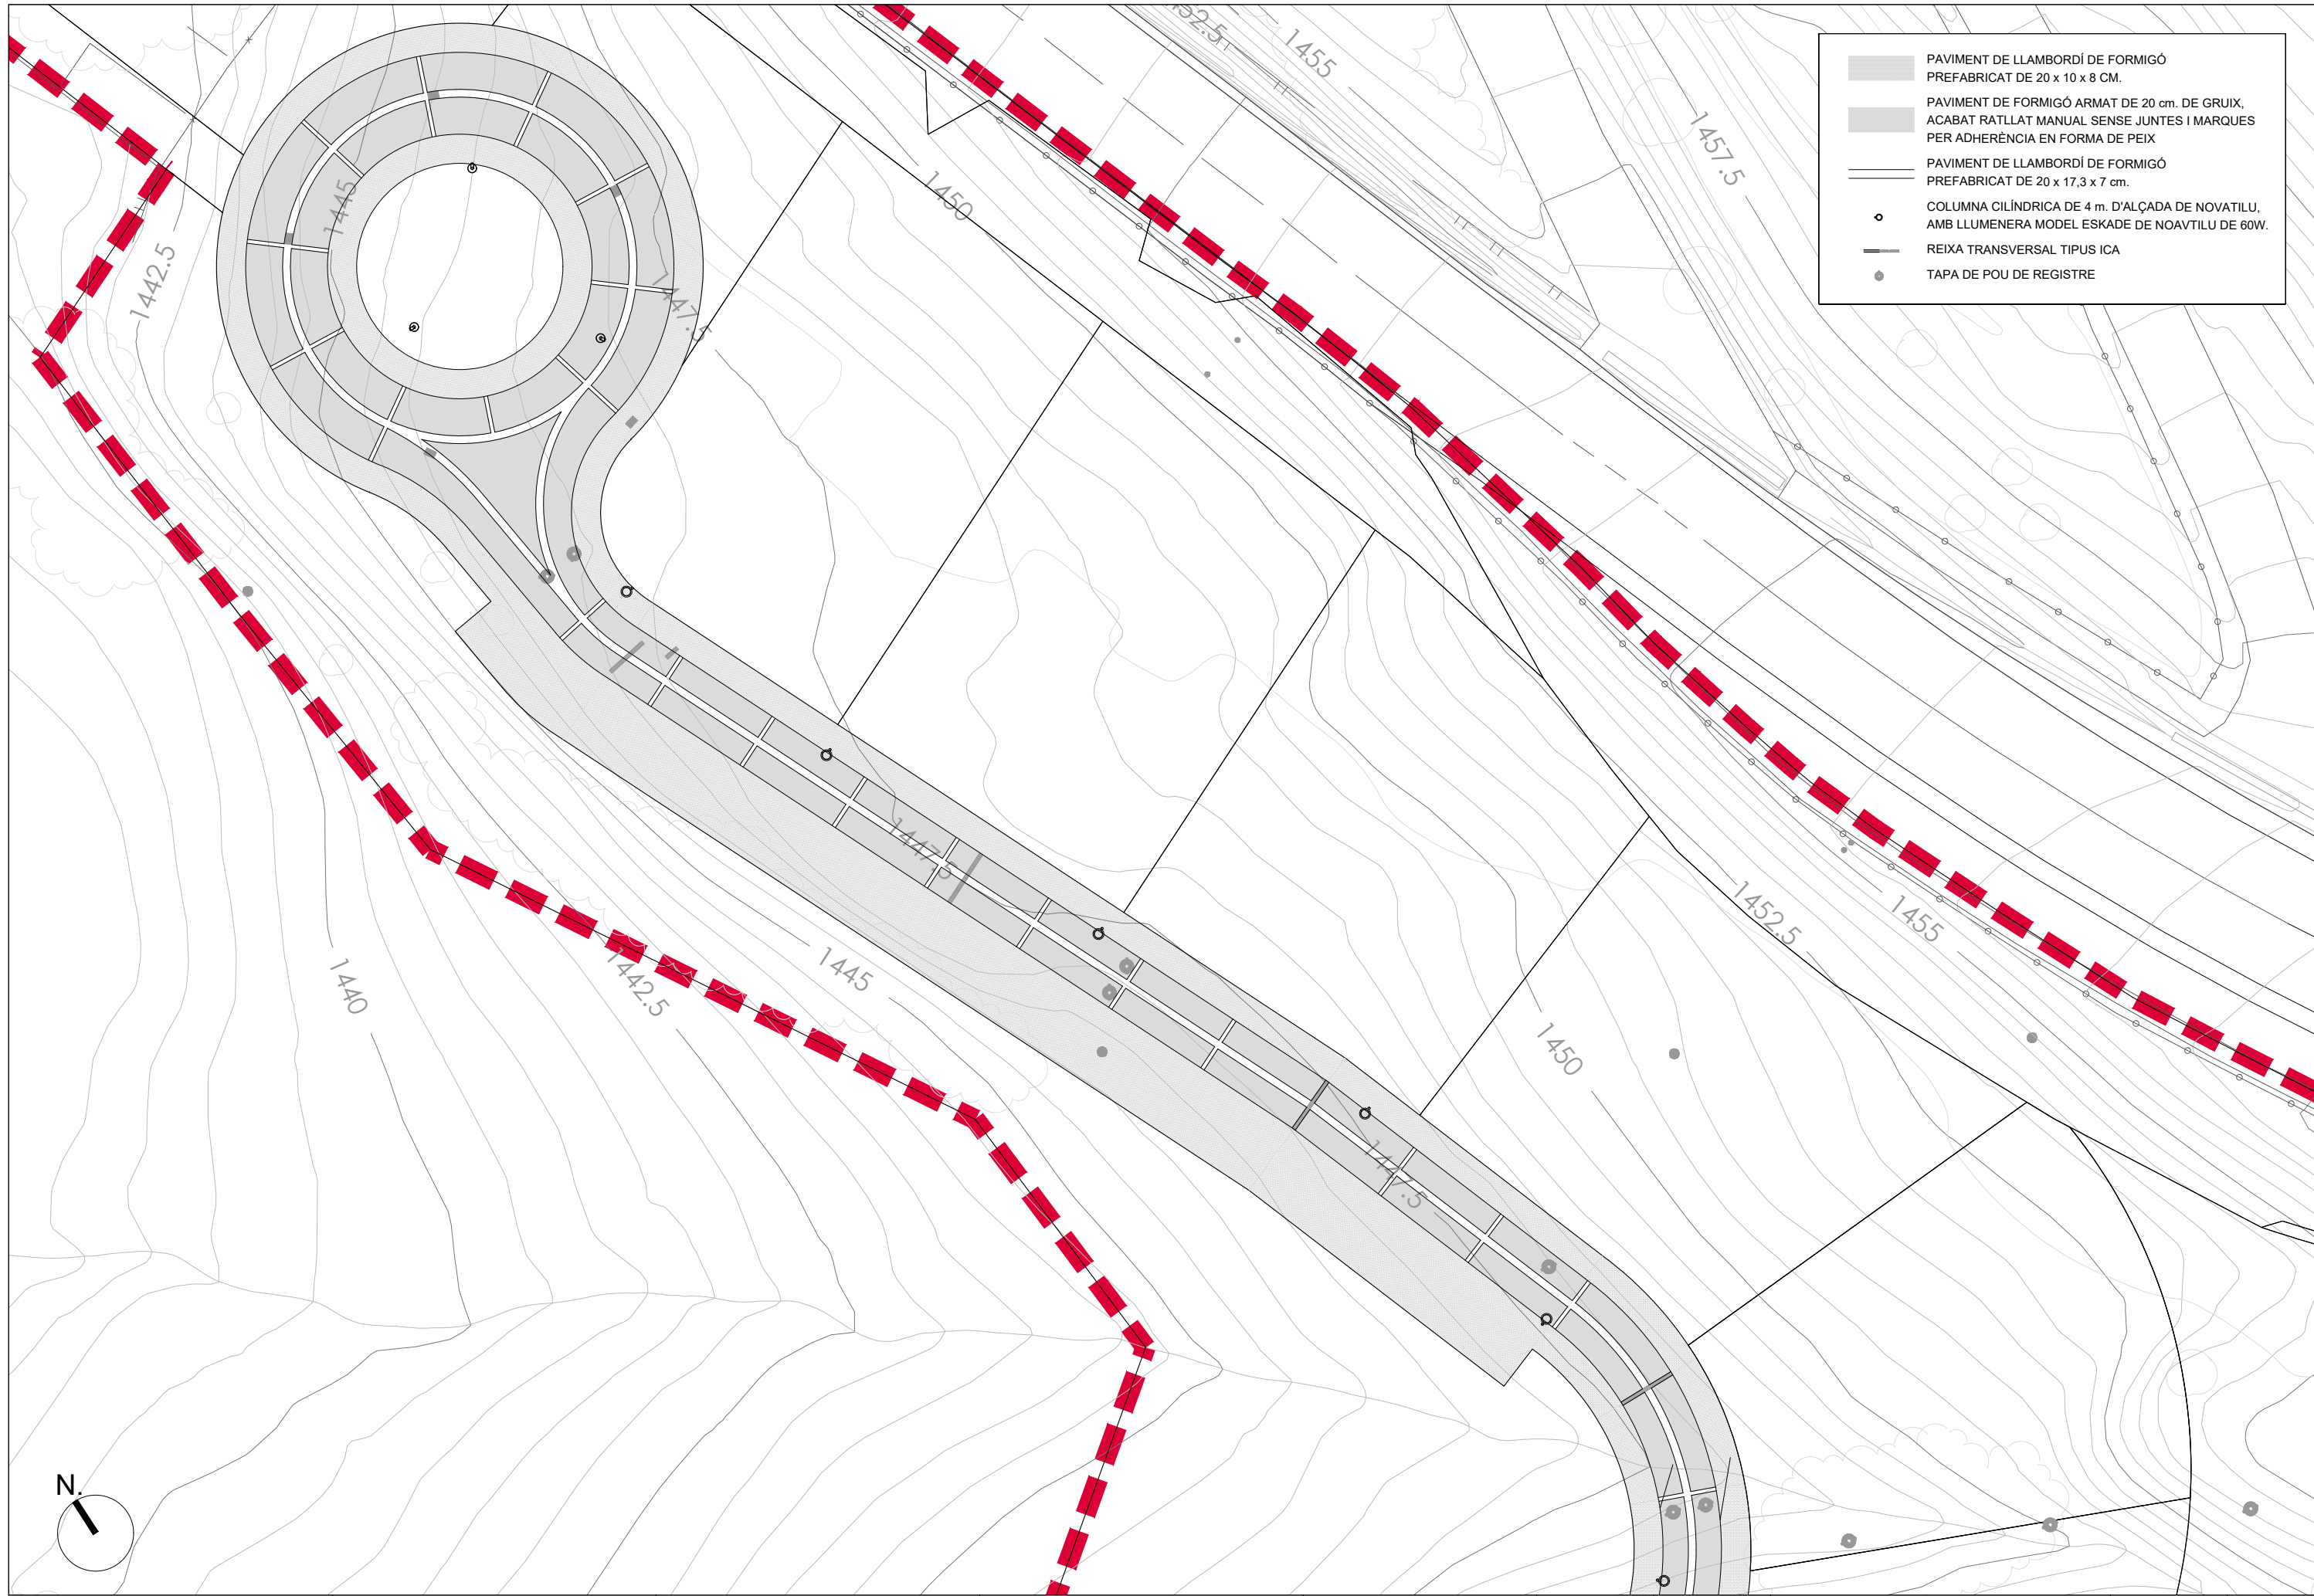 1452.5
1455
1457.5
PAVIMENT DE LLAMBORDÍ DE FORMIGÓ
PREFABRICAT DE 20 x 10 x 8 CM.
PAVIMENT DE FORMIGÓ ARMAT DE 20 cm. DE GRUIX,
ACABAT RATLLAT MANUAL SENSE JUNTES I MARQUES
PER ADHERÈNCIA EN FORMA DE PEIX
PAVIMENT DE LLAMBORDÍ DE FORMIGÓ
PREFABRICAT DE 20 x 17,3 x 7 cm.
COLUMNA CILÍNDRICA DE 4 m. D'ALÇADA DE NOVATILU,
AMB LLUMENERA MODEL ESKADE DE NOAVTILU DE 60W.
REIXA TRANSVERSAL TIPUS ICA
TAPA DE POU DE REGISTRE
1445
1450
1442.5
1447.5
1447.5
1452.5
1455
1445
1442.5
1440
1450
1447.5
N.